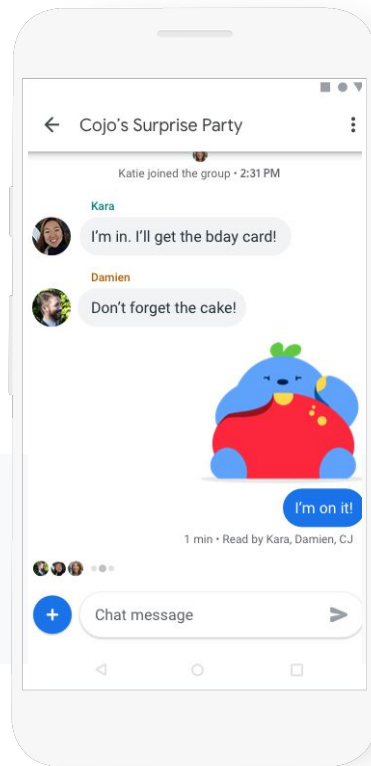 Cojo's Surprise Party
Katie joined the group • 2:31 PM
Kara
I'm in. I'll get the bday card!
Damien
Don't forget the cake!
I'm on it!
1 min • Read by Kara, Damien, CJ
Chat message